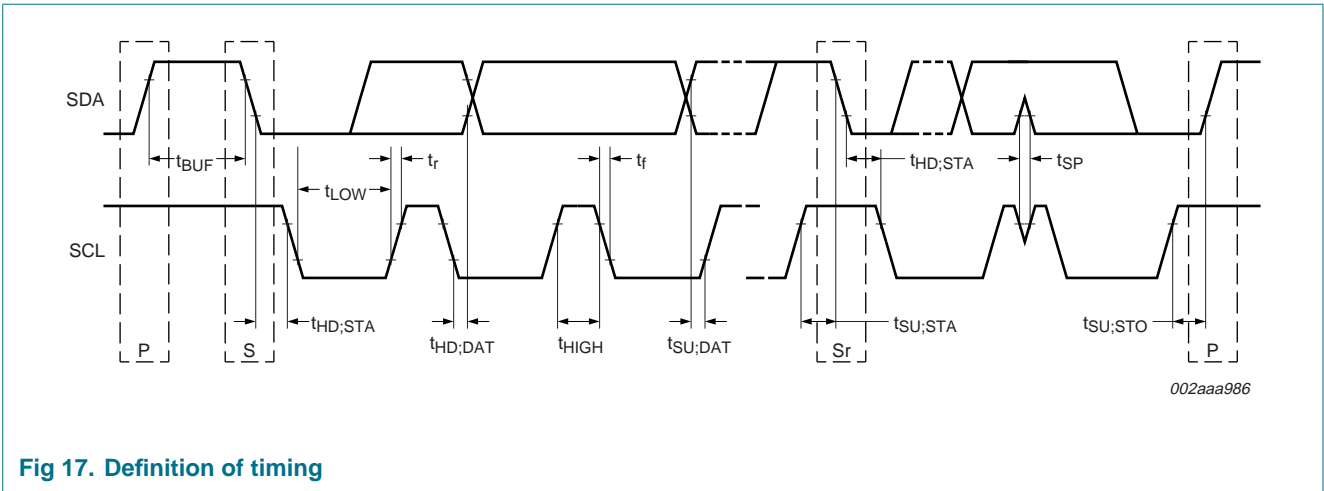 SDA
tBUF
tLOW
tr
tf
tHD;STA
tSP
SCL
tHD;STA
tHD;DAT
tHIGH
tSU;DAT
tSU;STA
tSU;STO
P
S
Sr
P
002aaa986
Fig 17. Definition of timing